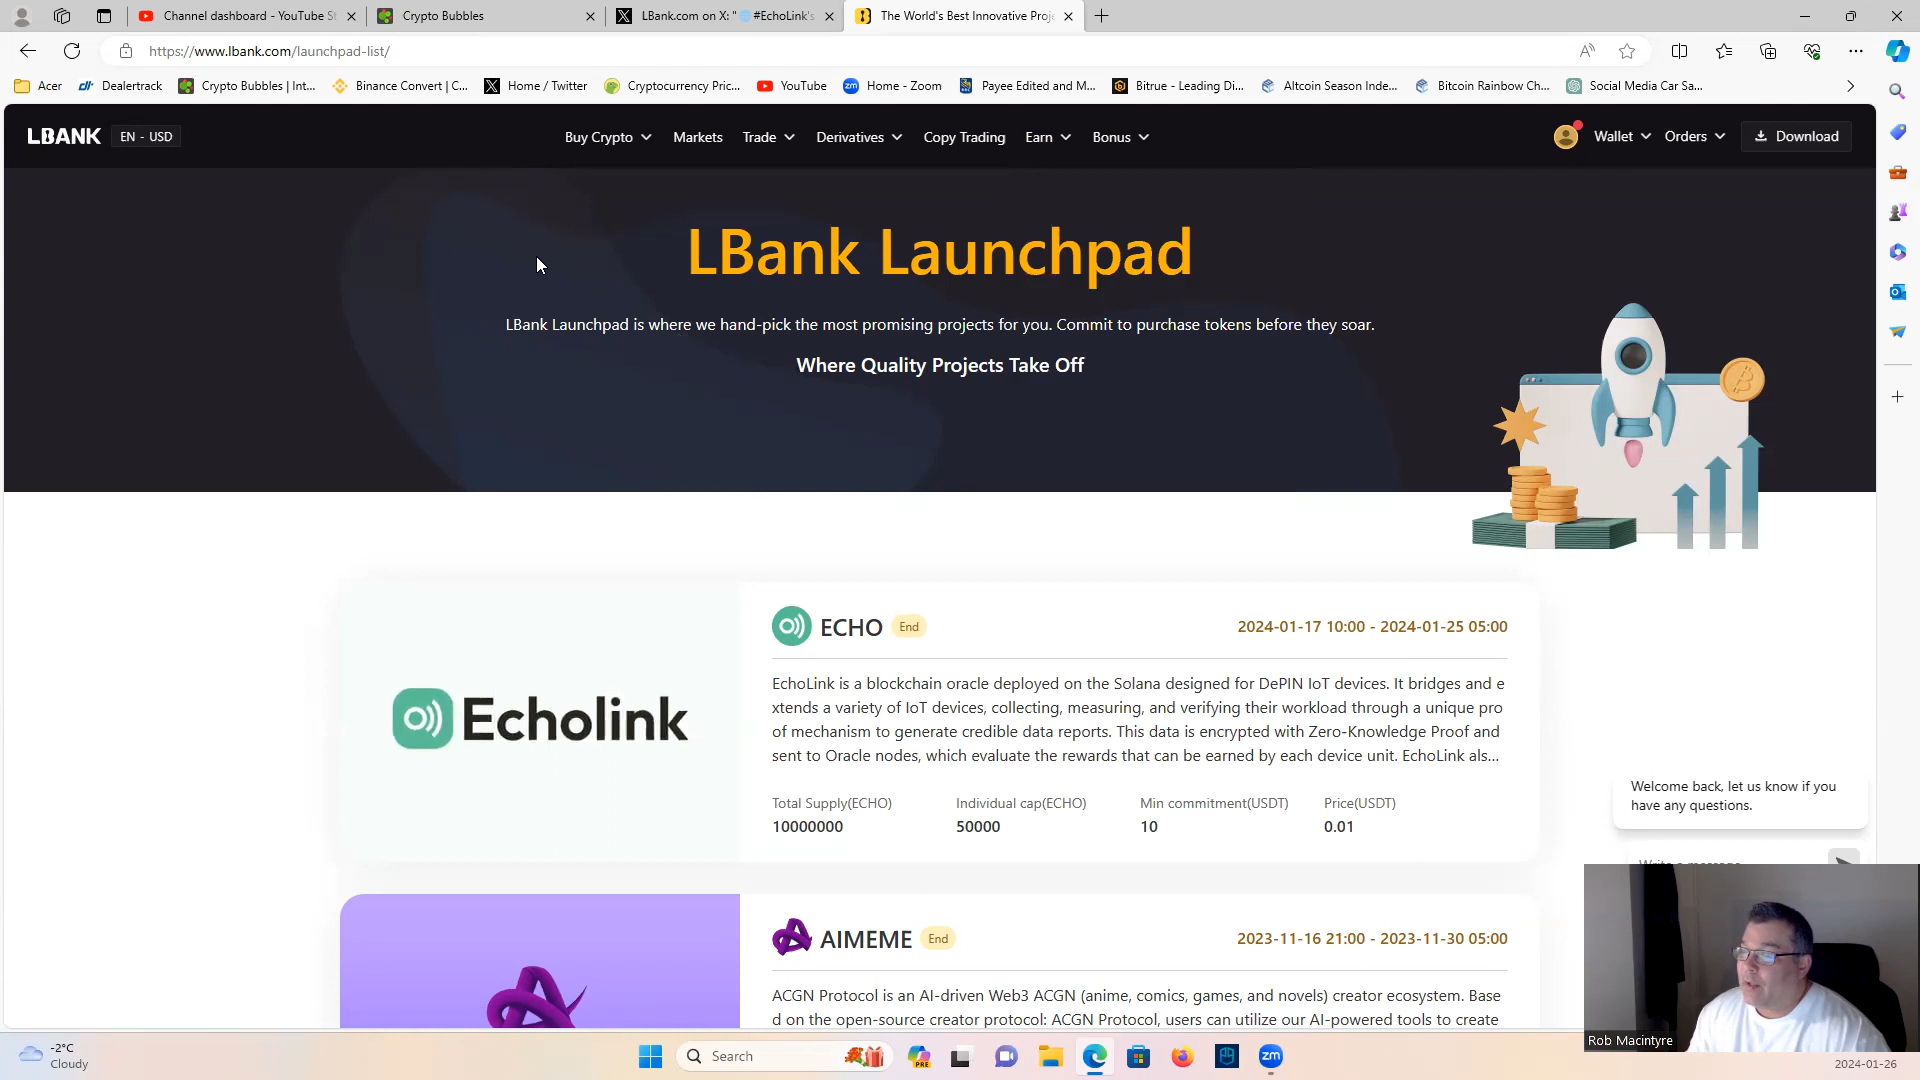 Channel dashboard - YouTube St
Crypto Bubbles
LBank.com on X: "🌐#EchoLink's
The World's Best Innovative Proje
https://www.lbank.com/launchpad-list/
Acer
Dealertrack
Crypto Bubbles | Int...
Binance Convert | C...
Home / Twitter
Cryptocurrency Pric...
YouTube
Home - Zoom
Payee Edited and M...
Bitrue - Leading Di...
Altcoin Season Inde...
Bitcoin Rainbow Ch...
Social Media Car Sa...
LBANK
EN - USD
Buy Crypto
Markets
Trade
Derivatives
Copy Trading
Earn
Bonus
Wallet
Orders
Download
LBank Launchpad
LBank Launchpad is where we hand-pick the most promising projects for you. Commit to purchase tokens before they soar.
Where Quality Projects Take Off
Echolink
ECHO
End
2024-01-17 10:00 - 2024-01-25 05:00
EchoLink is a blockchain oracle deployed on the Solana designed for DePIN IoT devices. It bridges and e
xtends a variety of IoT devices, collecting, measuring, and verifying their workload through a unique pro
of mechanism to generate credible data reports. This data is encrypted with Zero-Knowledge Proof and
sent to Oracle nodes, which evaluate the rewards that can be earned by each device unit. EchoLink als...
Total Supply(ECHO)
10000000
Individual cap(ECHO)
50000
Min commitment(USDT)
10
Price(USDT)
0.01
Welcome back, let us know if you
have any questions.
AIMEME
End
2023-11-16 21:00 - 2023-11-30 05:00
ACGN Protocol is an AI-driven Web3 ACGN (anime, comics, games, and novels) creator ecosystem. Base
d on the open-source creator protocol: ACGN Protocol, users can utilize our AI-powered tools to create
Rob Macintyre
-2°C
Cloudy
Search
PRE
zm
2024-01-26